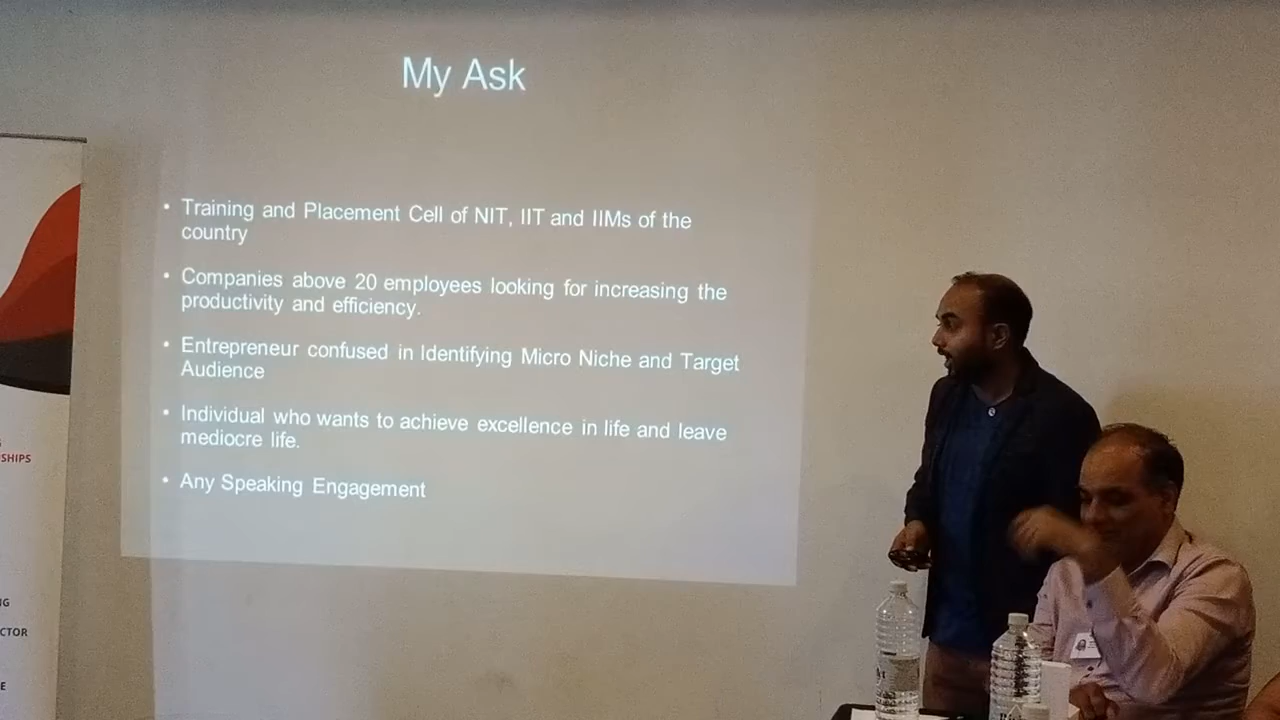 My Ask
• Training and Placement Cell of NIT, IIT and IIMs of the
country
• Companies above 20 employees looking for increasing the
productivity and efficiency.
• Entrepreneur confused in Identifying Micro Niche and Target
Audience
• Individual who wants to achieve excellence in life and leave
mediocre life.
• Any Speaking Engagement
SHIPS
CTOR